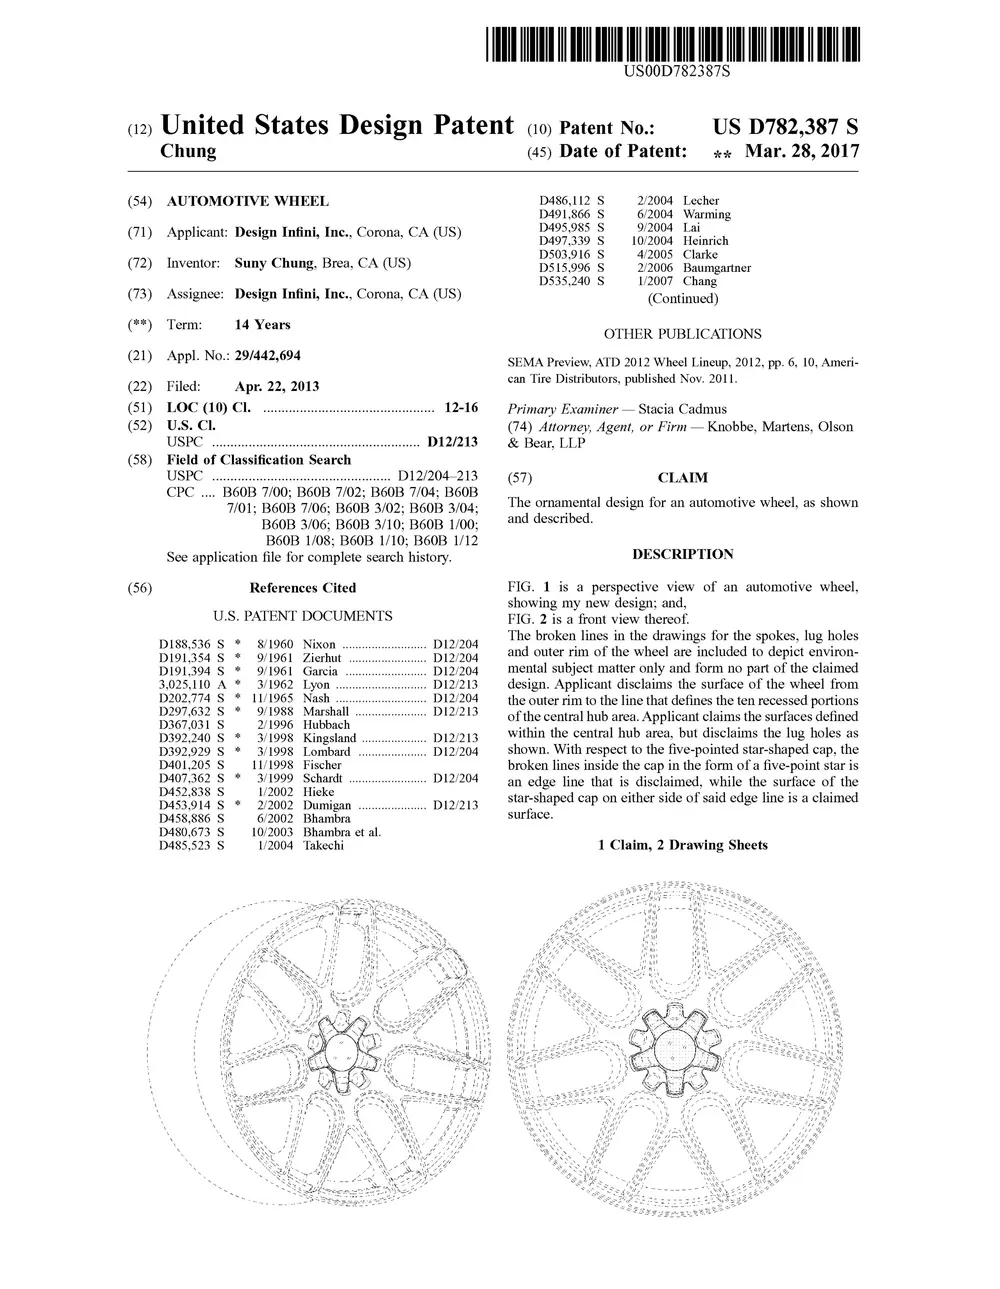 US00D782387S
(12) United States Design Patent
Chung
(10) Patent No.: US D782,387 S
(45) Date of Patent: ** Mar. 28, 2017
(54) AUTOMOTIVE WHEEL
(71) Applicant: Design Infini, Inc., Corona, CA (US)
(72) Inventor: Suny Chung, Brea, CA (US)
(73) Assignee: Design Infini, Inc., Corona, CA (US)
(**) Term: 14 Years
(21) Appl. No.: 29/442,694
(22) Filed: Apr. 22, 2013
(51) LOC (10) Cl. ............................................... 12-16
(52) U.S. Cl.
USPC ......................................................... D12/213
(58) Field of Classification Search
USPC ................................................. D12/204–213
CPC .... B60B 7/00; B60B 7/02; B60B 7/04; B60B
7/01; B60B 7/06; B60B 3/02; B60B 3/04;
B60B 3/06; B60B 3/10; B60B 1/00;
B60B 1/08; B60B 1/10; B60B 1/12
See application file for complete search history.
(56) References Cited
U.S. PATENT DOCUMENTS
D188,536 S * 8/1960 Nixon ....................... D12/204
D191,354 S * 9/1961 Zierhut ..................... D12/204
D191,394 S * 9/1961 Garcia ...................... D12/204
3,025,110 A * 3/1962 Lyon ......................... D12/213
D202,774 S * 11/1965 Nash ......................... D12/204
D297,632 S * 9/1988 Marshall ................... D12/213
D367,031 S 2/1996 Hubbach
D392,240 S * 3/1998 Kingsland ................. D12/213
D392,929 S * 3/1998 Lombard .................. D12/204
D401,205 S 11/1998 Fischer
D407,362 S * 3/1999 Schardt ..................... D12/204
D452,838 S 1/2002 Hieke
D453,914 S * 2/2002 Dumigan .................. D12/213
D458,886 S 6/2002 Bhambra
D480,673 S 10/2003 Bhambra et al.
D485,523 S 1/2004 Takechi
D486,112 S 2/2004 Lecher
D491,866 S 6/2004 Warming
D495,985 S 9/2004 Lai
D497,339 S 10/2004 Heinrich
D503,916 S 4/2005 Clarke
D515,996 S 2/2006 Baumgartner
D535,240 S 1/2007 Chang
(Continued)
OTHER PUBLICATIONS
SEMA Preview, ATD 2012 Wheel Lineup, 2012, pp. 6, 10, Ameri-
can Tire Distributors, published Nov. 2011.
Primary Examiner — Stacia Cadmus
(74) Attorney, Agent, or Firm — Knobbe, Martens, Olson
& Bear, LLP
(57) CLAIM
The ornamental design for an automotive wheel, as shown
and described.
DESCRIPTION
FIG. 1 is a perspective view of an automotive wheel,
showing my new design; and,
FIG. 2 is a front view thereof.
The broken lines in the drawings for the spokes, lug holes
and outer rim of the wheel are included to depict environ-
mental subject matter only and form no part of the claimed
design. Applicant disclaims the surface of the wheel from
the outer rim to the line that defines the ten recessed portions
of the central hub area. Applicant claims the surfaces defined
within the central hub area, but disclaims the lug holes as
shown. With respect to the five-pointed star-shaped cap, the
broken lines inside the cap in the form of a five-point star is
an edge line that is disclaimed, while the surface of the
star-shaped cap on either side of said edge line is a claimed
surface.
1 Claim, 2 Drawing Sheets